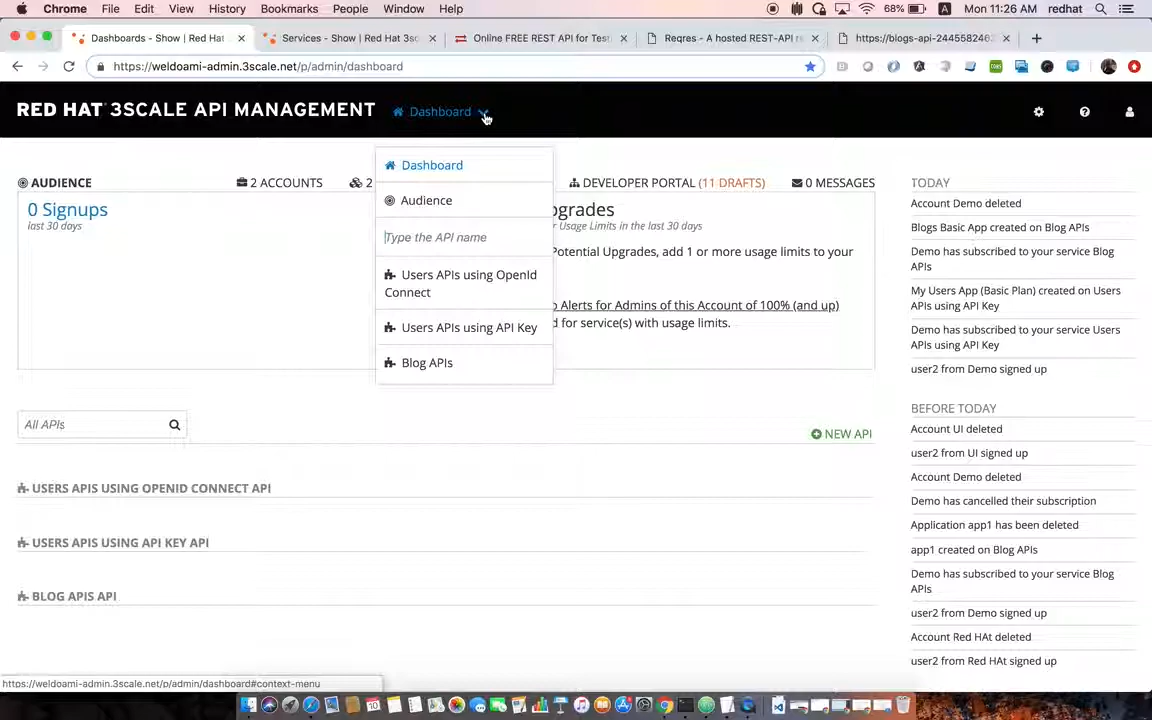 Chrome File Edit View History Bookmarks People Window Help 68% Mon 11:26 AM redhat
Dashboards - Show | Red Hat
Services - Show | Red Hat 3sc
Online FREE REST API for Test
Reqres - A hosted REST-API r
https://blogs-api-2445582463
https://weldoami-admin.3scale.net/p/admin/dashboard
RED HAT 3SCALE API MANAGEMENT
Dashboard
Dashboard
Audience
Type the API name
Users APIs using OpenId
Connect
Users APIs using API Key
Blog APIs
AUDIENCE
2 ACCOUNTS
2
DEVELOPER PORTAL (11 DRAFTS)
0 MESSAGES
0 Signups
last 30 days
pgrades
r Usage Limits in the last 30 days
Potential Upgrades, add 1 or more usage limits to your
o Alerts for Admins of this Account of 100% (and up)
d for service(s) with usage limits.
All APIs
NEW API
USERS APIS USING OPENID CONNECT API
USERS APIS USING API KEY API
BLOG APIS API
TODAY
Account Demo deleted
Blogs Basic App created on Blog APIs
Demo has subscribed to your service Blog
APIs
My Users App (Basic Plan) created on Users
APIs using API Key
Demo has subscribed to your service Users
APIs using API Key
user2 from Demo signed up
BEFORE TODAY
Account UI deleted
user2 from UI signed up
Account Demo deleted
Demo has cancelled their subscription
Application app1 has been deleted
app1 created on Blog APIs
Demo has subscribed to your service Blog
APIs
user2 from Demo signed up
Account Red HAt deleted
user2 from Red HAt signed up
https://weldoami-admin.3scale.net/p/admin/dashboard#context-menu